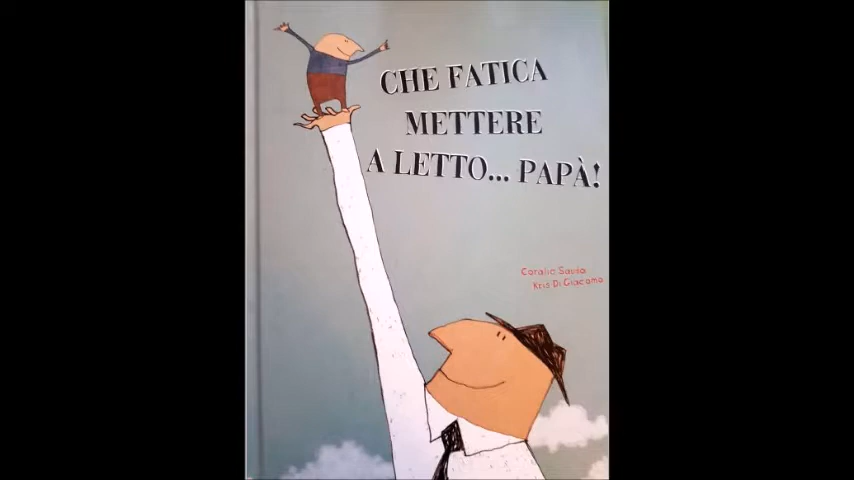 CHE FATICA
METTERE
A LETTO... PAPÀ!
Coralie Saudo
Kris Di Giacomo